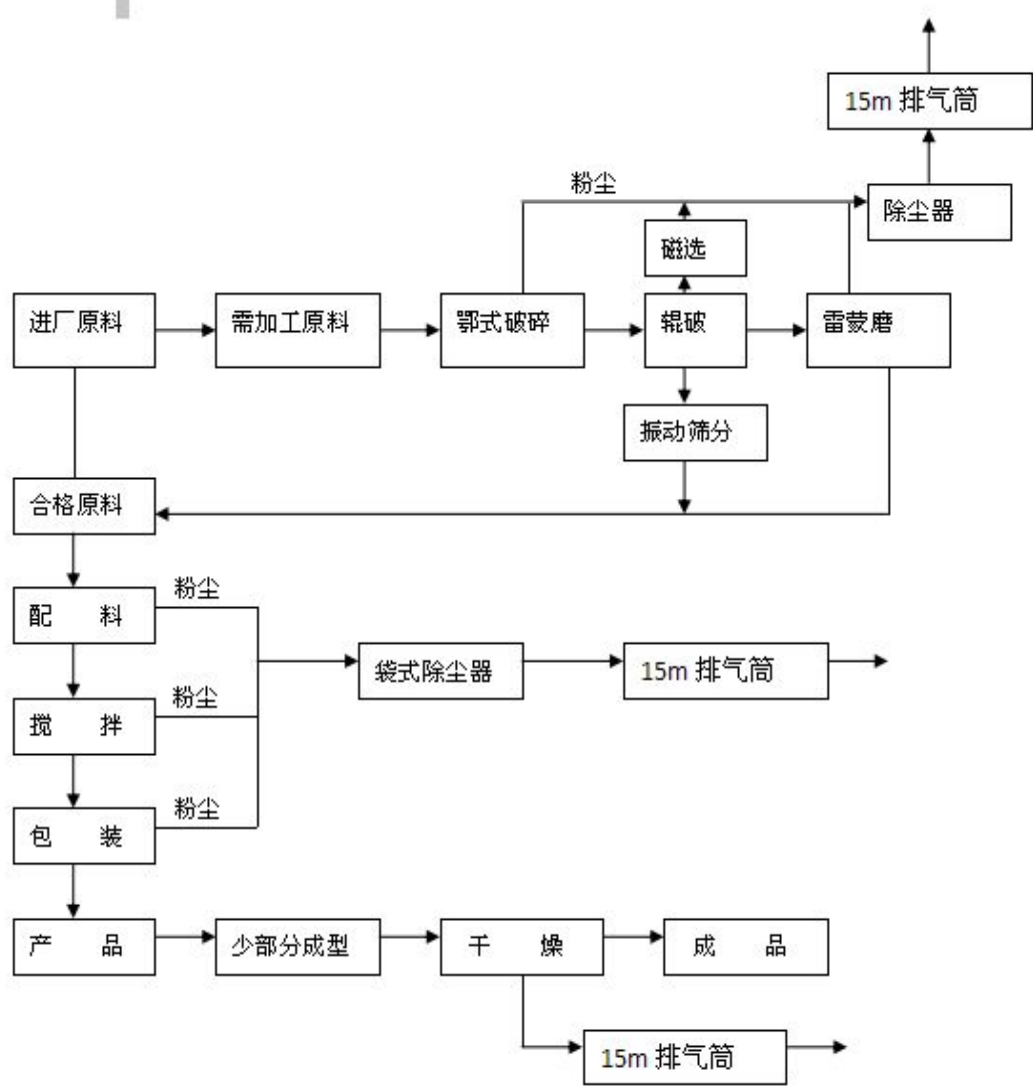 15m 排气筒
粉尘
除尘器
磁选
进厂原料
需加工原料
鄂式破碎
辊破
雷蒙磨
振动筛分
合格原料
粉尘
配 料
袋式除尘器
15m 排气筒
粉尘
搅 拌
粉尘
包 装
产 品
少部分成型
干 燥
成 品
15m 排气筒